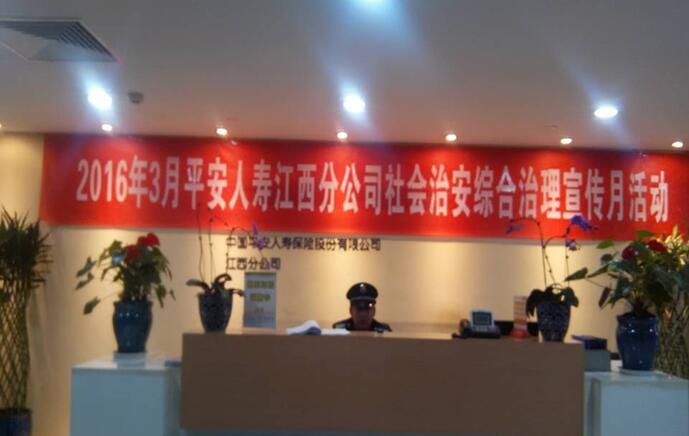 2016年3月平安人寿江西分公司社会治安综合治理宣传月活动
中国平安人寿保险股份有限公司
江西分公司